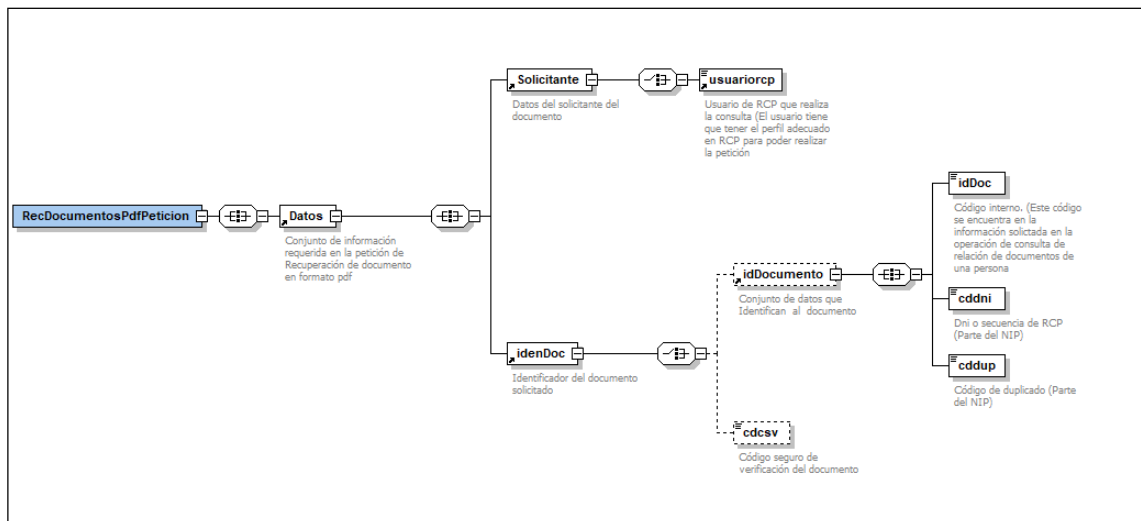 Solicitante
usuariorcp
Datos del solicitante del
documento
Usuario de RCP que realiza
la consulta (El usuario tiene
que tener el perfil adecuado
en RCP para poder realizar
la petición
RecDocumentosPdfPeticion
Datos
Conjunto de información
requerida en la petición de
Recuperación de documento
en formato pdf
idDoc
Código interno. (Este código
se encuentra en la
información solictada en la
operación de consulta de
relación de documentos de
una persona
idDocumento
Conjunto de datos que
Identifican al documento
cddni
Dni o secuencia de RCP
(Parte del NIP)
idenDoc
Identificador del documento
solicitado
cddup
Código de duplicado (Parte
del NIP)
cdcsv
Código seguro de
verificación del documento